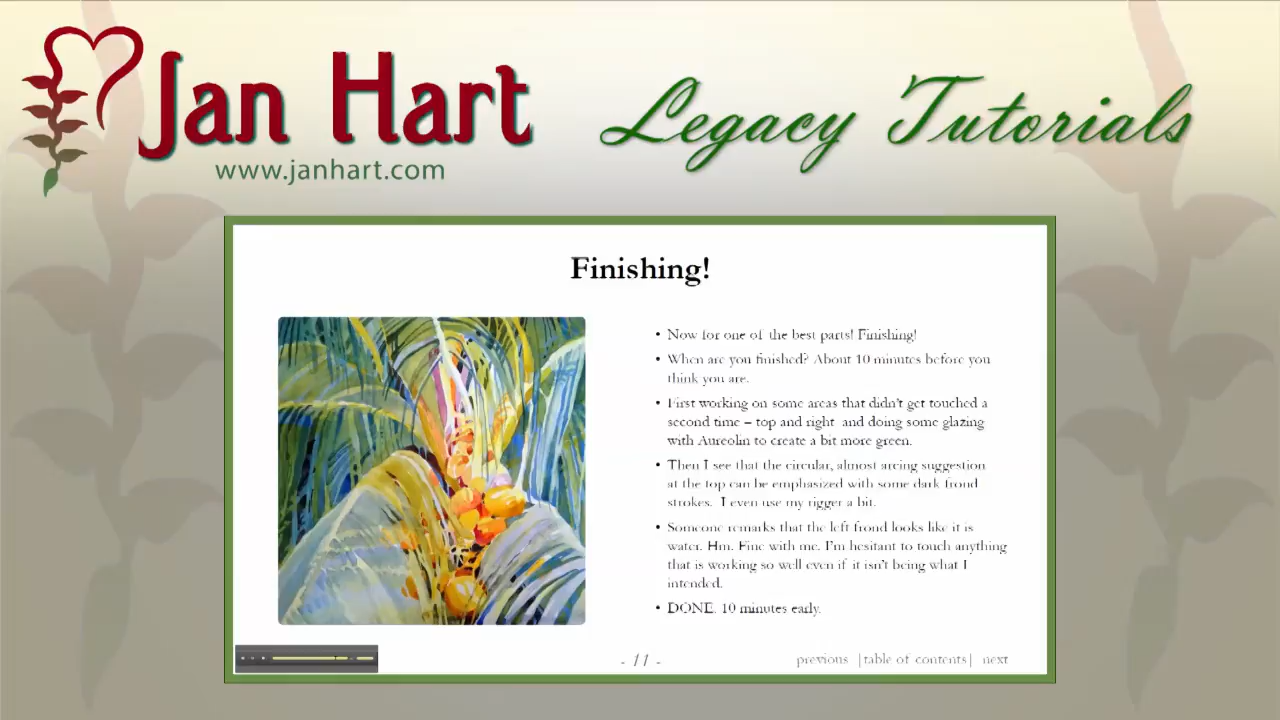 Jan Hart
www.janhart.com
Legacy Tutorials
Finishing!
• Now for one of the best parts! Finishing!
• When are you finished? About 10 minutes before you
think you are.
• First working on some areas that didn't get touched a
second time – top and right and doing some glazing
with Aureolin to create a bit more green.
• Then I see that the circular, almost arcing suggestion
at the top can be emphasized with some dark frond
strokes. I even use my rigger a bit.
• Someone remarks that the left frond looks like it is
water. Hm. Fine with me. I'm hesitant to touch anything
that is working so well even if it isn't being what I
intended.
• DONE. 10 minutes early.
- 11 -
previous |table of contents| next